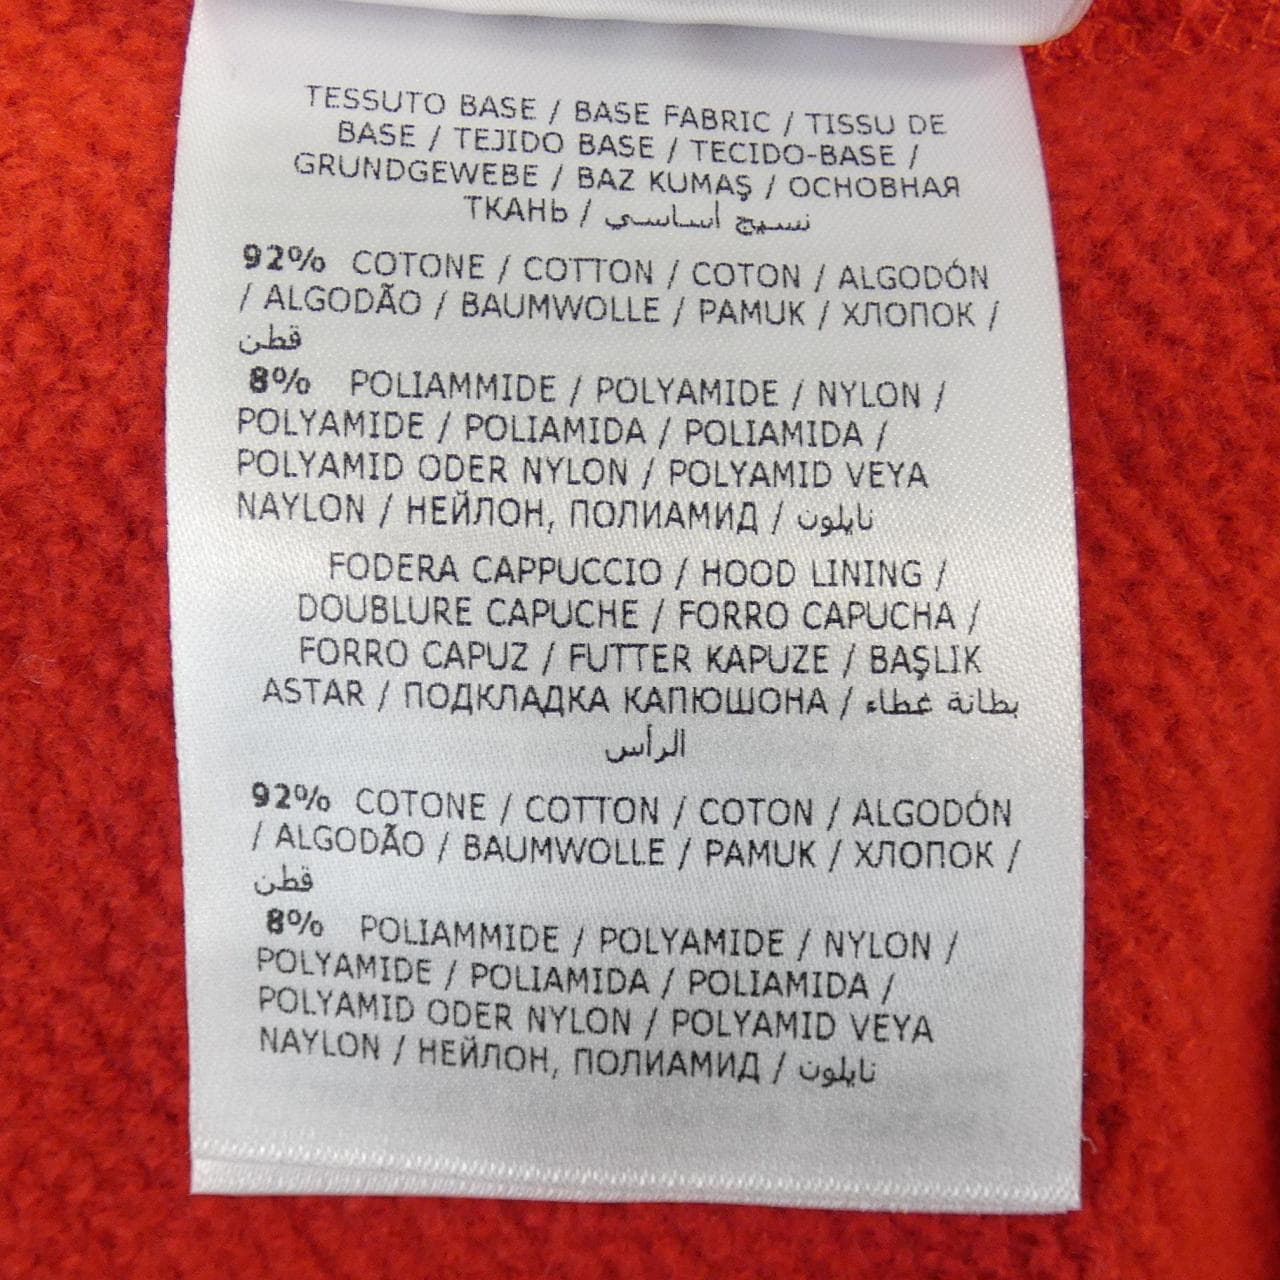 TESSUTO BASE / BASE FABRIC / TISSU DE
BASE / TEJIDO BASE / TECIDO-BASE /
GRUNDGEWEBE / BAZ KUMAŞ / ОСНОВНАЯ
ТКАНЬ / نسيج أساسي
92% COTONE / COTTON / COTON / ALGODÓN
/ ALGODÃO / BAUMWOLLE / PAMUK / ХЛОПОК /
قطن
8% POLIAMMIDE / POLYAMIDE / NYLON /
POLYAMIDE / POLIAMIDA / POLIAMIDA /
POLYAMID ODER NYLON / POLYAMID VEYA
NAYLON / НЕЙЛОН, ПОЛИАМИД / نايلون
FODERA CAPPUCCIO / HOOD LINING /
DOUBLURE CAPUCHE / FORRO CAPUCHA /
FORRO CAPUZ / FUTTER KAPUZE / BAŞLIK
ASTAR / ПОДКЛАДКА КАПЮШОНА / بطانة غطاء
الرأس
92% COTONE / COTTON / COTON / ALGODÓN
/ ALGODÃO / BAUMWOLLE / PAMUK / ХЛОПОК /
قطن
8% POLIAMMIDE / POLYAMIDE / NYLON /
POLYAMIDE / POLIAMIDA / POLIAMIDA /
POLYAMID ODER NYLON / POLYAMID VEYA
NAYLON / НЕЙЛОН, ПОЛИАМИД / نايلون